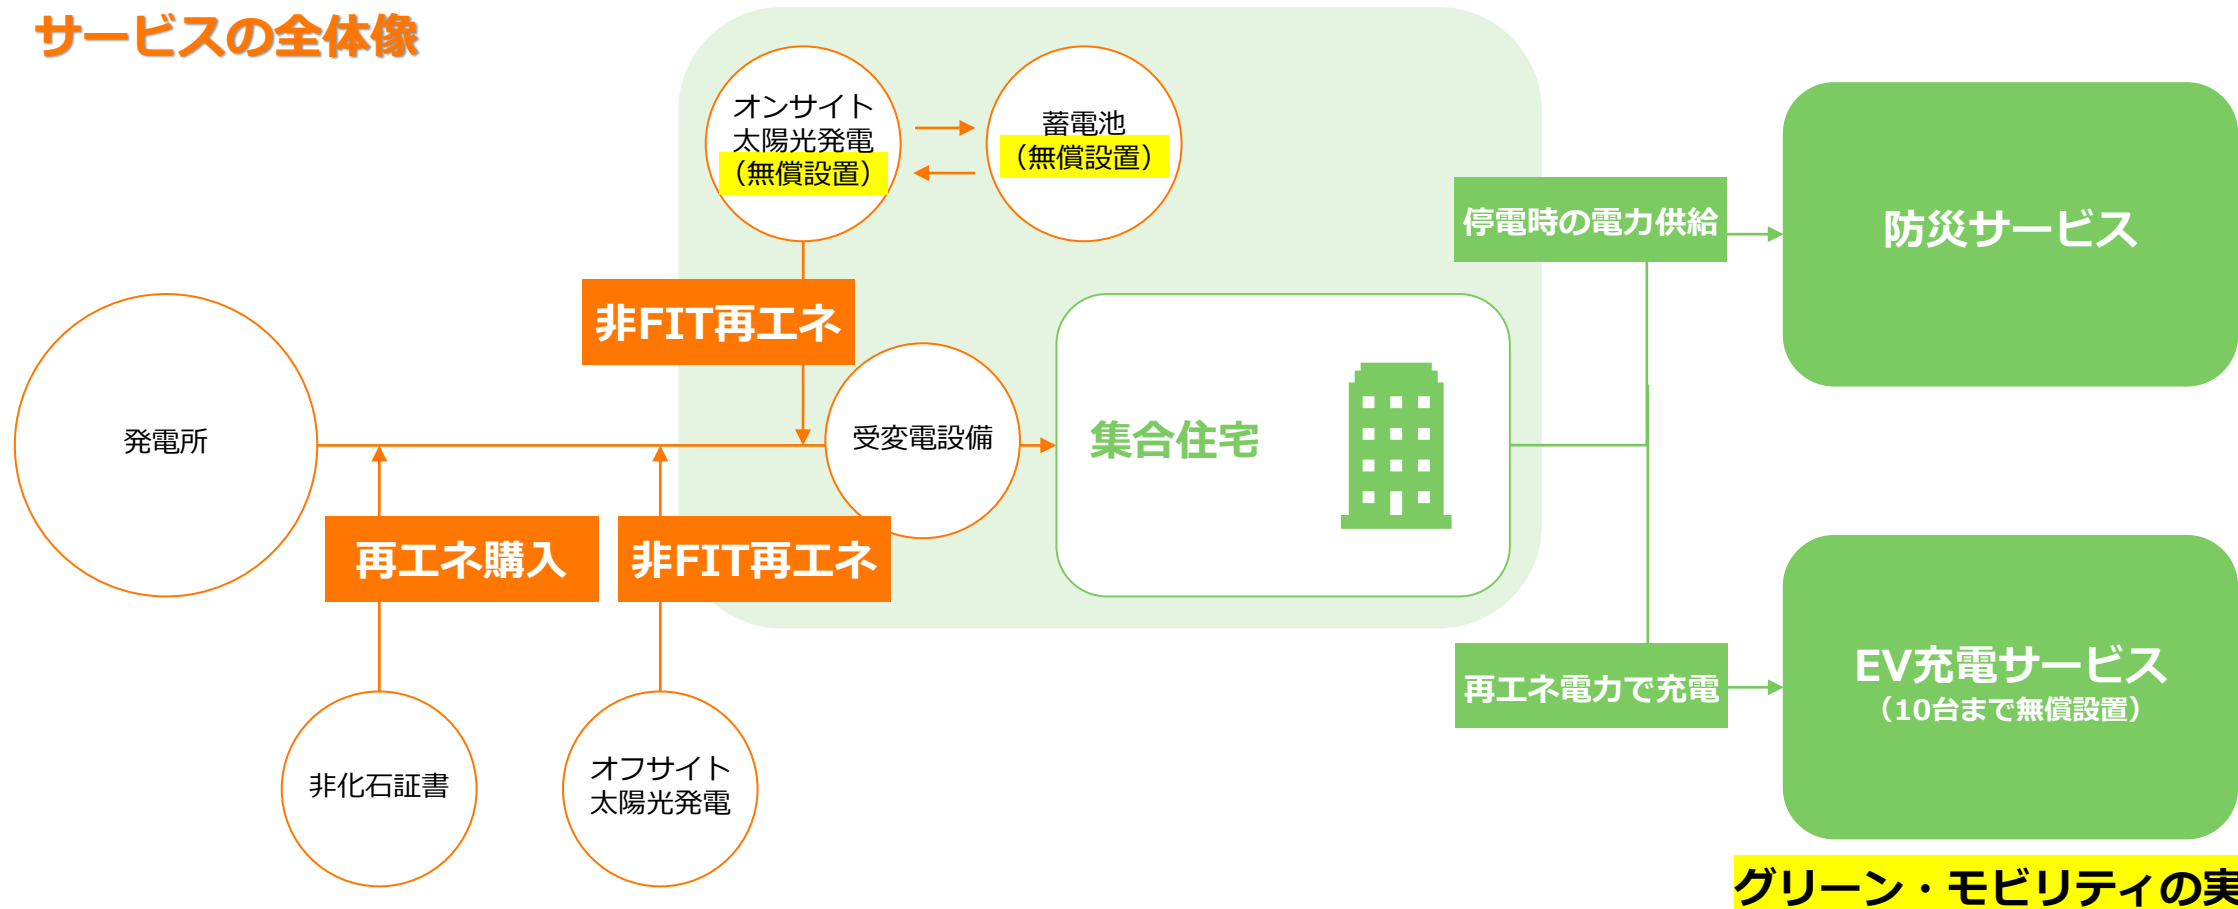 サービスの全体像
オンサイト
太陽光発電
（無償設置）
蓄電池
（無償設置）
停電時の電力供給
防災サービス
非FIT再エネ
発電所
受変電設備
集合住宅
再エネ購入
非FIT再エネ
再エネ電力で充電
EV充電サービス
（10台まで無償設置）
非化石証書
オフサイト
太陽光発電
グリーン・モビリティの実